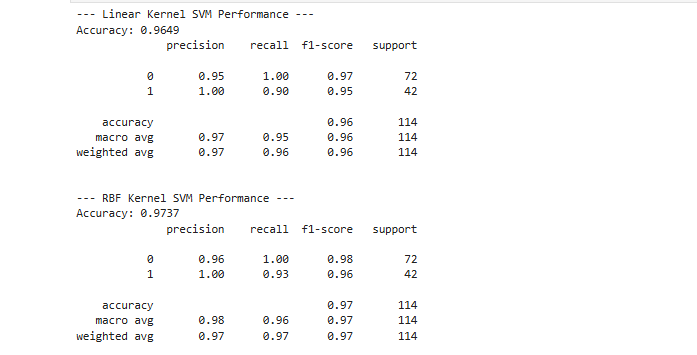 --- Linear Kernel SVM Performance ---
Accuracy: 0.9649
precision recall f1-score support
0 0.95 1.00 0.97 72
1 1.00 0.90 0.95 42
accuracy 0.96 114
macro avg 0.97 0.95 0.96 114
weighted avg 0.97 0.96 0.96 114
--- RBF Kernel SVM Performance ---
Accuracy: 0.9737
precision recall f1-score support
0 0.96 1.00 0.98 72
1 1.00 0.93 0.96 42
accuracy 0.97 114
macro avg 0.98 0.96 0.97 114
weighted avg 0.97 0.97 0.97 114